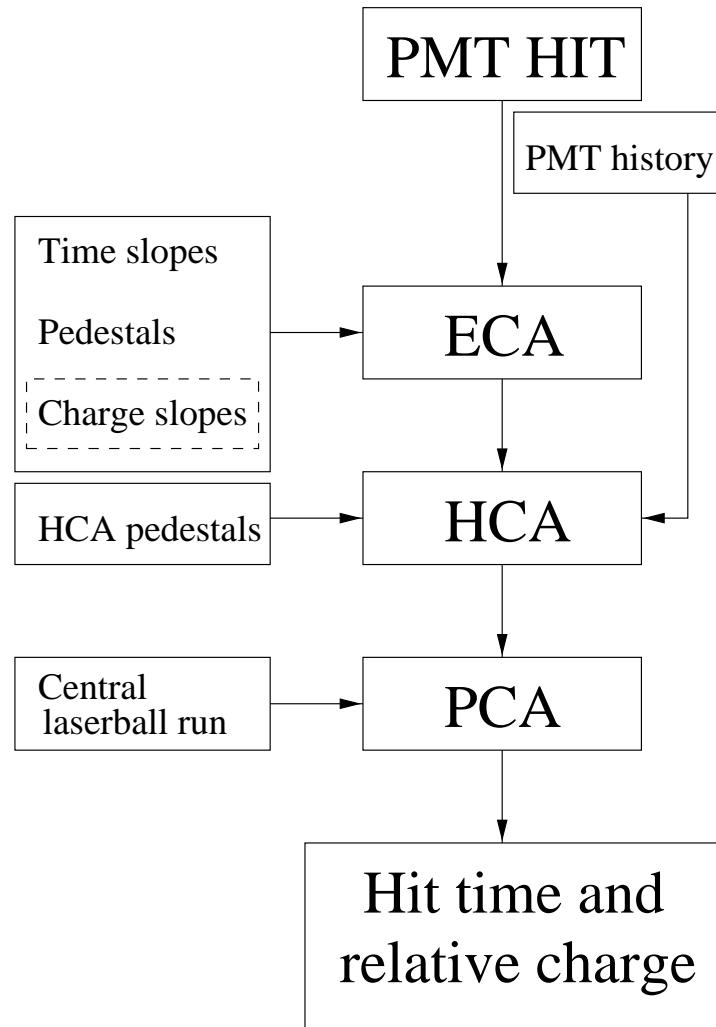 PMT HIT
PMT history
Time slopes
Pedestals
Charge slopes
ECA
HCA pedestals
HCA
Central
laserball run
PCA
Hit time and
relative charge